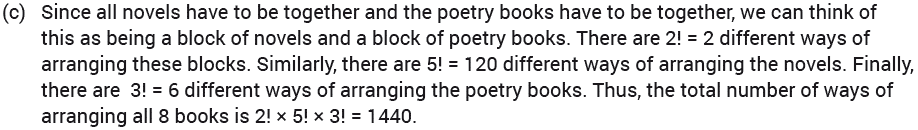 (c) Since all novels have to be together and the poetry books have to be together, we can think of
this as being a block of novels and a block of poetry books. There are 2! = 2 different ways of
arranging these blocks. Similarly, there are 5! = 120 different ways of arranging the novels. Finally,
there are 3! = 6 different ways of arranging the poetry books. Thus, the total number of ways of
arranging all 8 books is 2! × 5! × 3! = 1440.